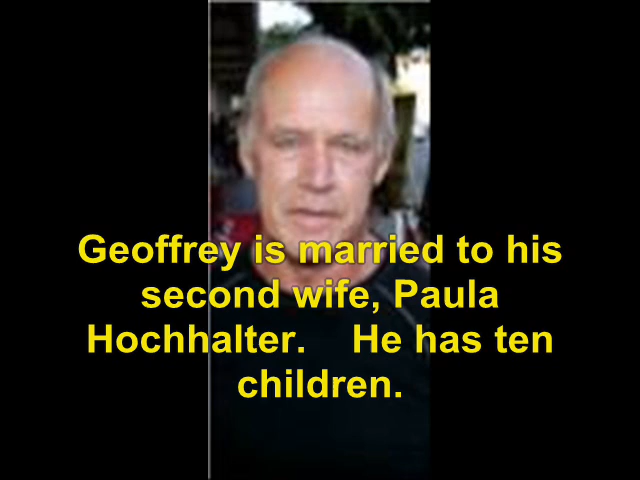 Geoffrey is married to his
second wife, Paula
Hochhalter.    He has ten
children.